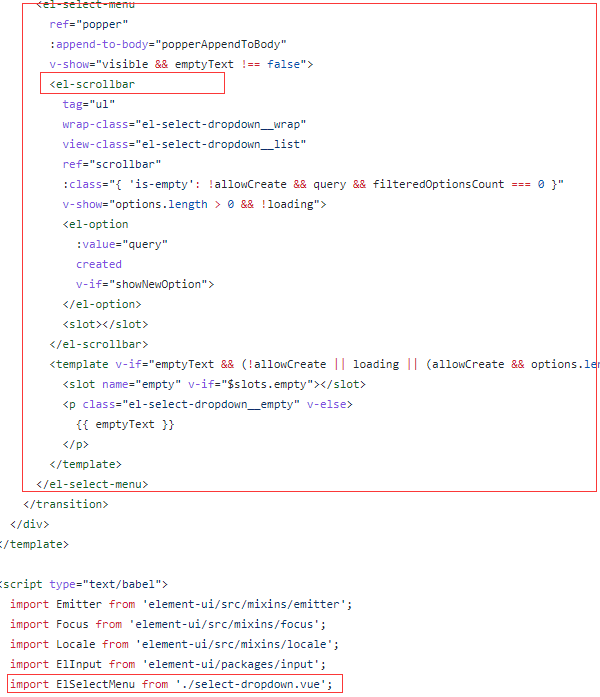 <el-select-menu
ref="popper"
:append-to-body="popperAppendToBody"
v-show="visible && emptyText !== false">
<el-scrollbar
tag="ul"
wrap-class="el-select-dropdown__wrap"
view-class="el-select-dropdown__list"
ref="scrollbar"
:class="{ 'is-empty': !allowCreate && query && filteredOptionsCount === 0 }"
v-show="options.length > 0 && !loading">
<el-option
:value="query"
created
v-if="showNewOption">
</el-option>
<slot></slot>
</el-scrollbar>
<template v-if="emptyText && (!allowCreate || loading || (allowCreate && options.len
<slot name="empty" v-if="$slots.empty"></slot>
<p class="el-select-dropdown__empty" v-else>
{{ emptyText }}
</p>
</template>
</el-select-menu>
</transition>
</div>
</template>
<script type="text/babel">
import Emitter from 'element-ui/src/mixins/emitter';
import Focus from 'element-ui/src/mixins/focus';
import Locale from 'element-ui/src/mixins/locale';
import ElInput from 'element-ui/packages/input';
import ElSelectMenu from './select-dropdown.vue';